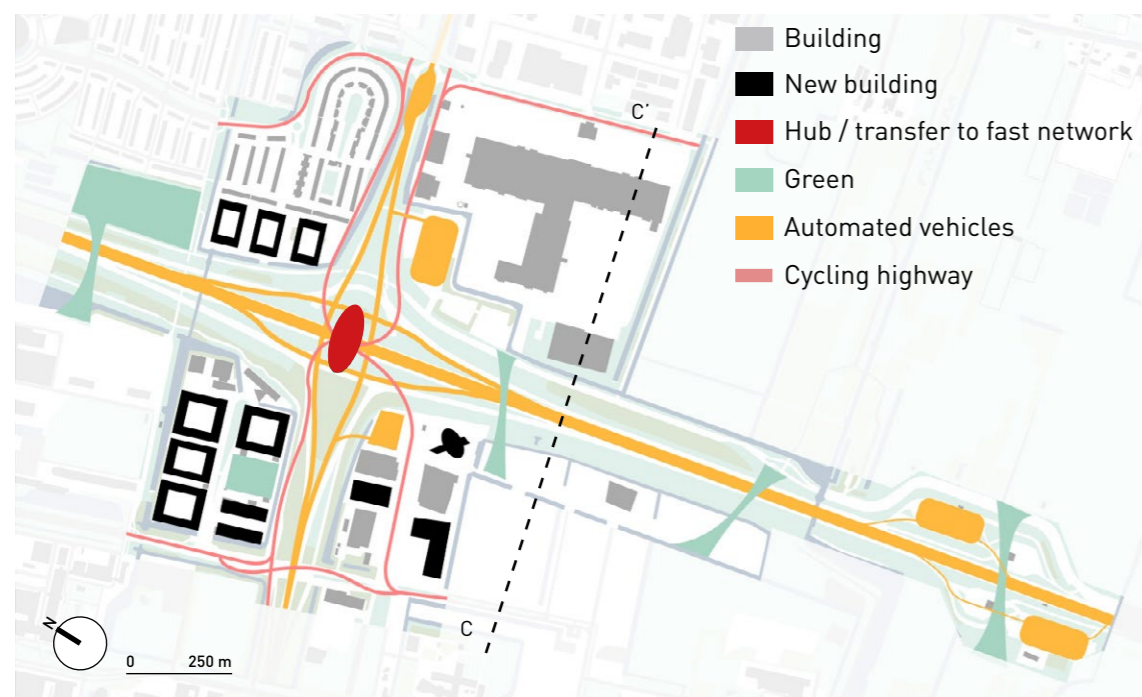 Building
New building
Hub / transfer to fast network
Green
Automated vehicles
Cycling highway
C'
C
N
0 250 m